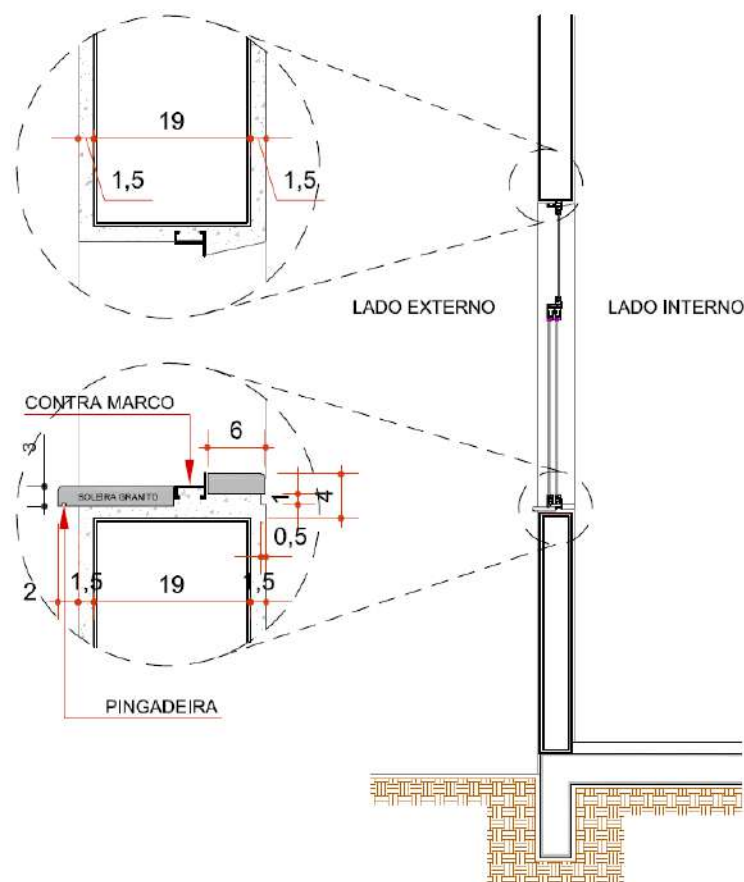 19
1,5 1,5
LADO EXTERNO LADO INTERNO
CONTRA MARCO
6
3
SOLEIRA GRANITO
1 4
0,5
2 1,5 19 1,5
PINGADEIRA